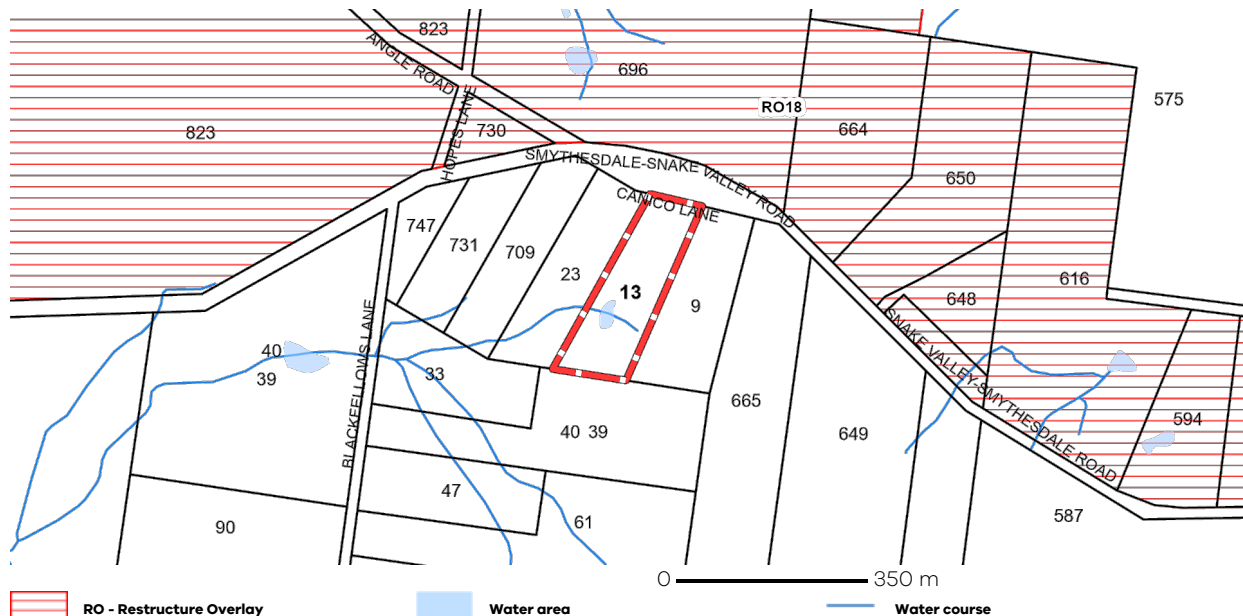 823
ANGLE ROAD
696
575
RO18
823
HOPES LANE
730
664
SMYTHESDALE-SNAKE VALLEY ROAD
650
CANICO LANE
747
731
709
23
13
9
616
648
SNAKE VALLEY-SMYTHESDALE ROAD
BLACKFELLOWS LANE
40
39
33
665
649
594
40 39
47
61
90
587
0 350 m
RO - Restructure Overlay
Water area
Water course